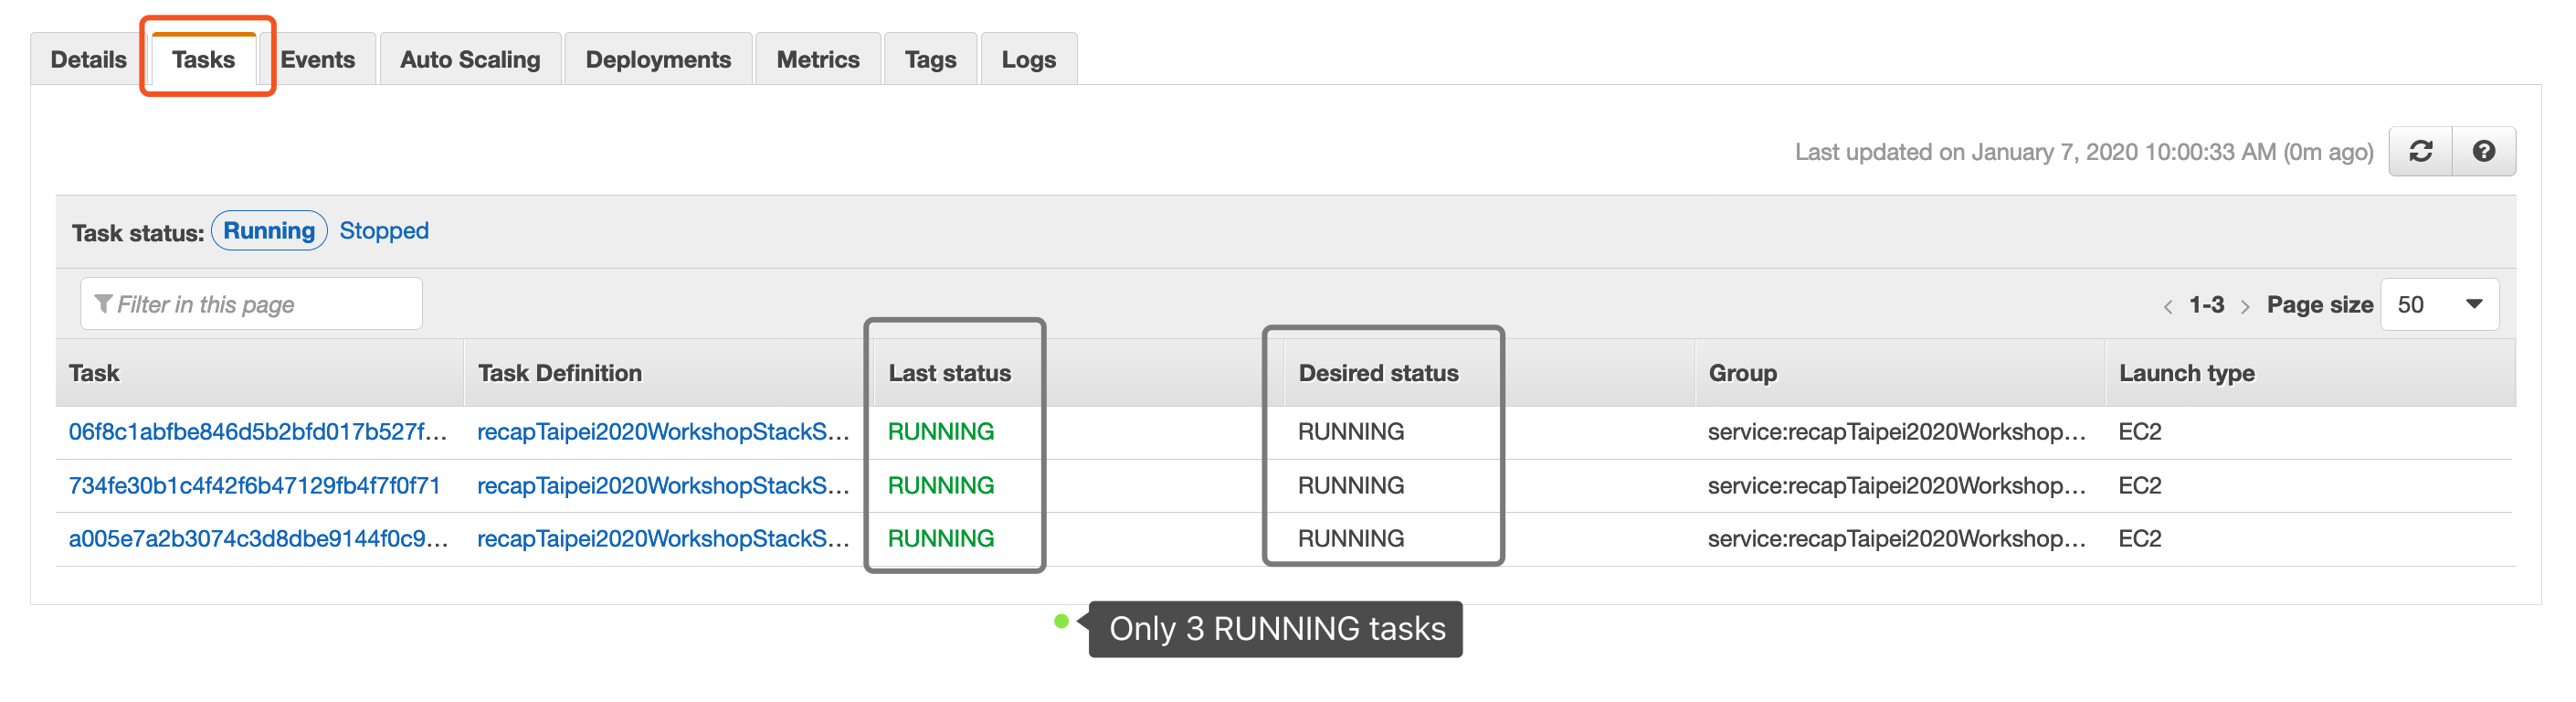 Details Tasks Events Auto Scaling Deployments Metrics Tags Logs
Last updated on January 7, 2020 10:00:33 AM (0m ago)
Task status: Running Stopped
Filter in this page
1-3 Page size 50
Task Task Definition Last status Desired status Group Launch type
06f8c1abfbe846d5b2bfd017b527f... recapTaipei2020WorkshopStackS... RUNNING RUNNING service:recapTaipei2020Workshop... EC2
734fe30b1c4f42f6b47129fb4f7f0f71 recapTaipei2020WorkshopStackS... RUNNING RUNNING service:recapTaipei2020Workshop... EC2
a005e7a2b3074c3d8dbe9144f0c9... recapTaipei2020WorkshopStackS... RUNNING RUNNING service:recapTaipei2020Workshop... EC2
Only 3 RUNNING tasks